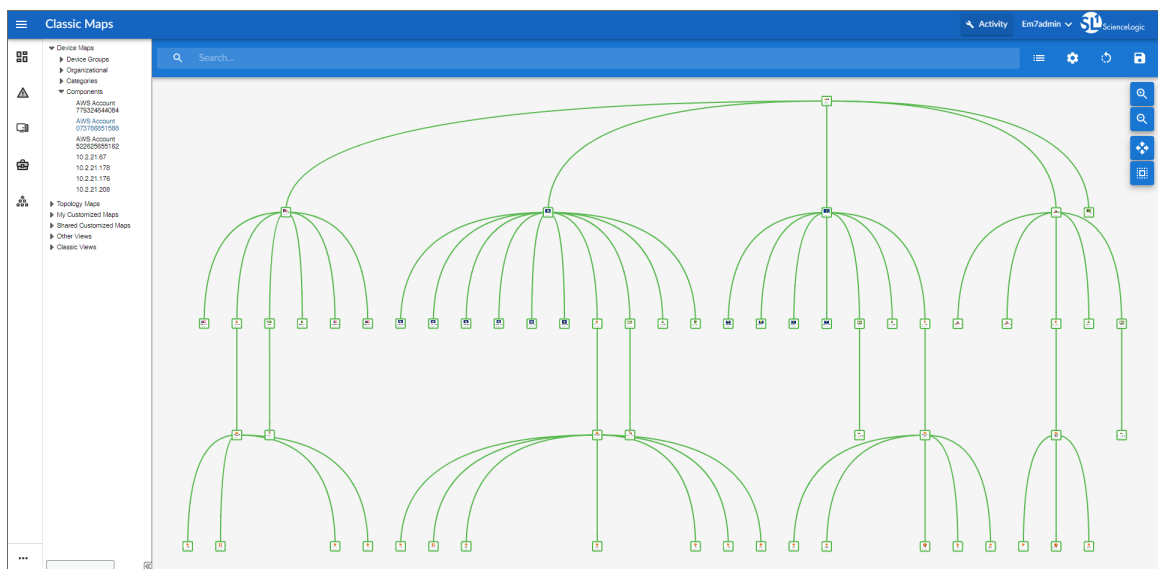 Classic Maps
Activity
Em7admin
SL1
ScienceLogic
Search...
Device Maps
Device Groups
Organizational
Categories
Components
AWS Account
779324644084
AWS Account
073786851588
AWS Account
522625655162
10.2.21.67
10.2.21.178
10.2.21.176
10.2.21.208
Topology Maps
My Customized Maps
Shared Customized Maps
Other Views
Classic Views